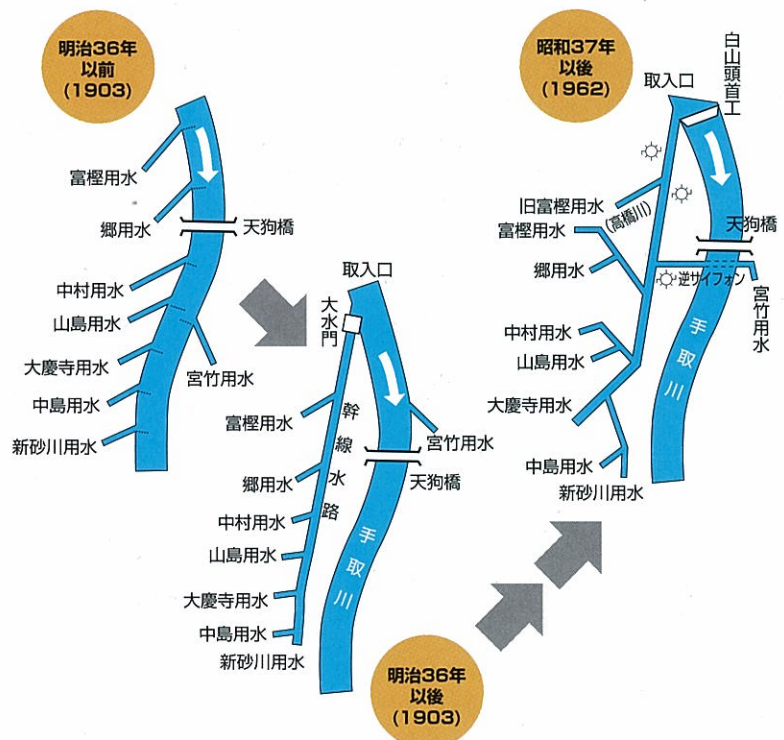 明治36年
以前
(1903)
富樫用水
郷用水
天狗橋
中村用水
山島用水
大慶寺用水
中島用水
新砂川用水
宮竹用水
取入口
大水門
富樫用水
幹線水路
郷用水
中村用水
山島用水
大慶寺用水
中島用水
新砂川用水
宮竹用水
天狗橋
手取川
明治36年
以後
(1903)
昭和37年
以後
(1962)
取入口
白山頭首工
旧富樫用水
(高橋川)
富樫用水
郷用水
天狗橋
逆サイフォン
宮竹用水
中村用水
山島用水
大慶寺用水
中島用水
新砂川用水
手取川